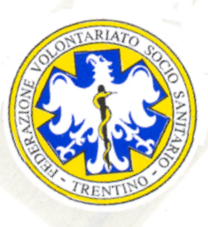 FEDERAZIONE VOLONTARIATO SOCIO SANITARIO
- TRENTINO -